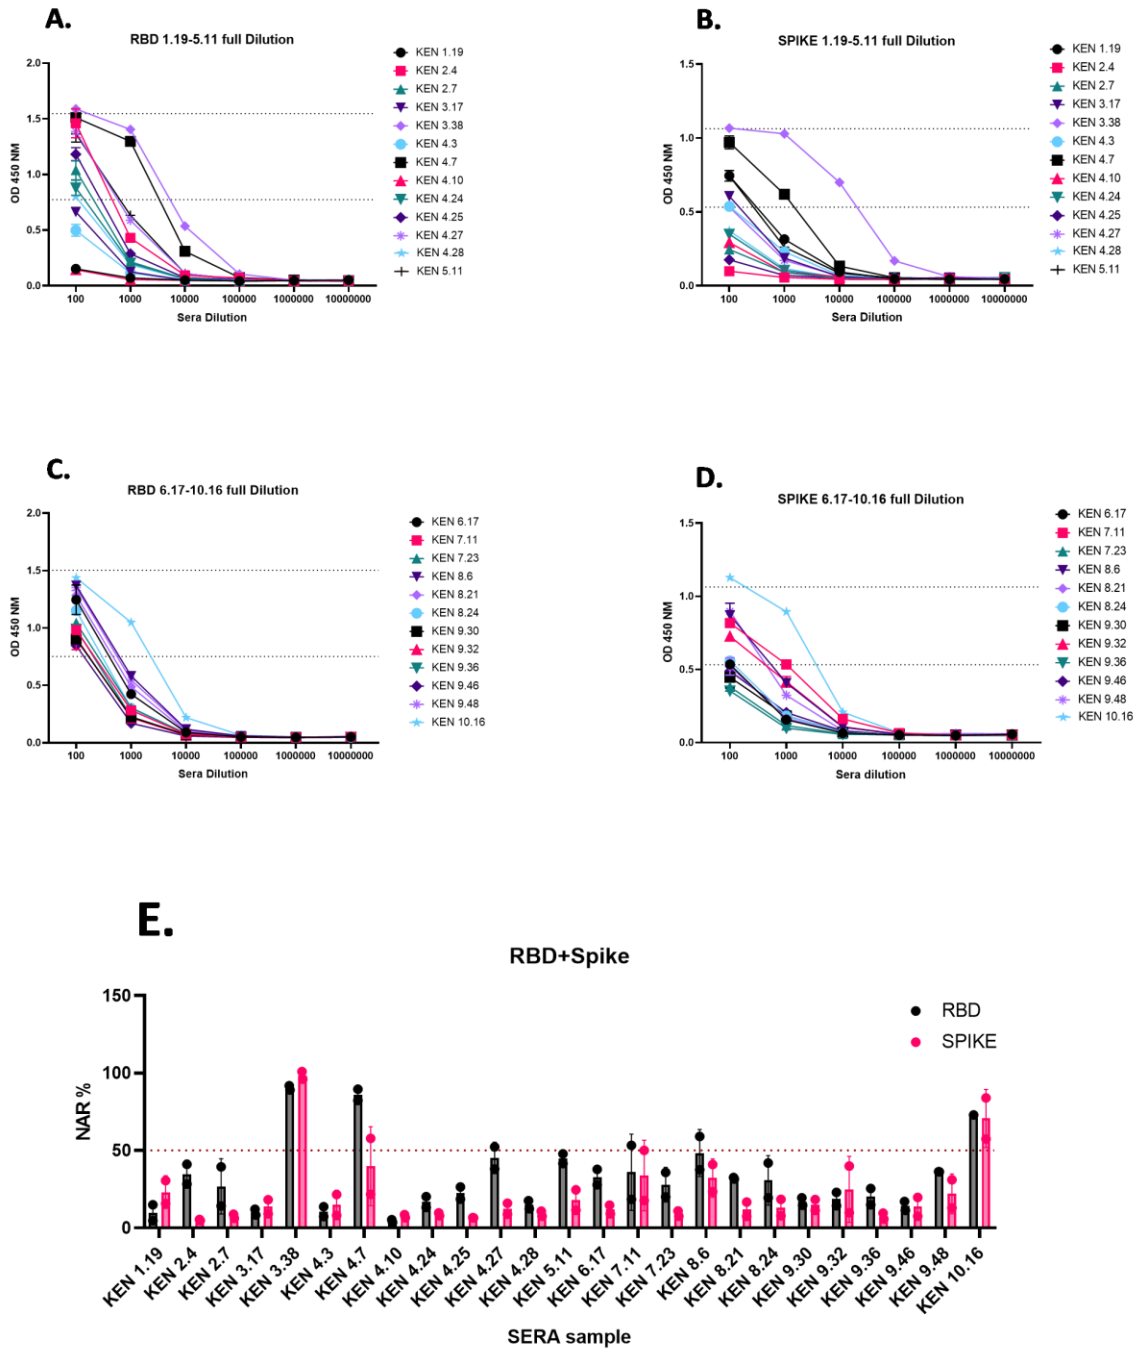 A.
RBD 1.19-5.11 full Dilution
2.0
1.5
1.0
0.5
0.0
OD 450 NM
100 1000 10000 100000 1000000 10000000
Sera Dilution
KEN 1.19
KEN 2.4
KEN 2.7
KEN 3.17
KEN 3.38
KEN 4.3
KEN 4.7
KEN 4.10
KEN 4.24
KEN 4.25
KEN 4.27
KEN 4.28
KEN 5.11
B.
SPIKE 1.19-5.11 full Dilution
1.5
1.0
0.5
0.0
OD 450 NM
100 1000 10000 100000 1000000 10000000
Sera Dilution
KEN 1.19
KEN 2.4
KEN 2.7
KEN 3.17
KEN 3.38
KEN 4.3
KEN 4.7
KEN 4.10
KEN 4.24
KEN 4.25
KEN 4.27
KEN 4.28
KEN 5.11
C.
RBD 6.17-10.16 full Dilution
2.0
1.5
1.0
0.5
0.0
OD 450 NM
100 1000 10000 100000 1000000 10000000
Sera Dilution
KEN 6.17
KEN 7.11
KEN 7.23
KEN 8.6
KEN 8.21
KEN 8.24
KEN 9.30
KEN 9.32
KEN 9.36
KEN 9.46
KEN 9.48
KEN 10.16
D.
SPIKE 6.17-10.16 full Dilution
1.5
1.0
0.5
0.0
OD 450 NM
100 1000 10000 100000 1000000 10000000
Sera dilution
KEN 6.17
KEN 7.11
KEN 7.23
KEN 8.6
KEN 8.21
KEN 8.24
KEN 9.30
KEN 9.32
KEN 9.36
KEN 9.46
KEN 9.48
KEN 10.16
E.
RBD+Spike
150
100
50
0
NAR %
RBD
SPIKE
KEN 1.19
KEN 2.4
KEN 2.7
KEN 3.17
KEN 3.38
KEN 4.3
KEN 4.7
KEN 4.10
KEN 4.24
KEN 4.25
KEN 4.27
KEN 4.28
KEN 5.11
KEN 6.17
KEN 7.11
KEN 7.23
KEN 8.6
KEN 8.21
KEN 8.24
KEN 9.30
KEN 9.32
KEN 9.36
KEN 9.46
KEN 9.48
KEN 10.16
SERA sample